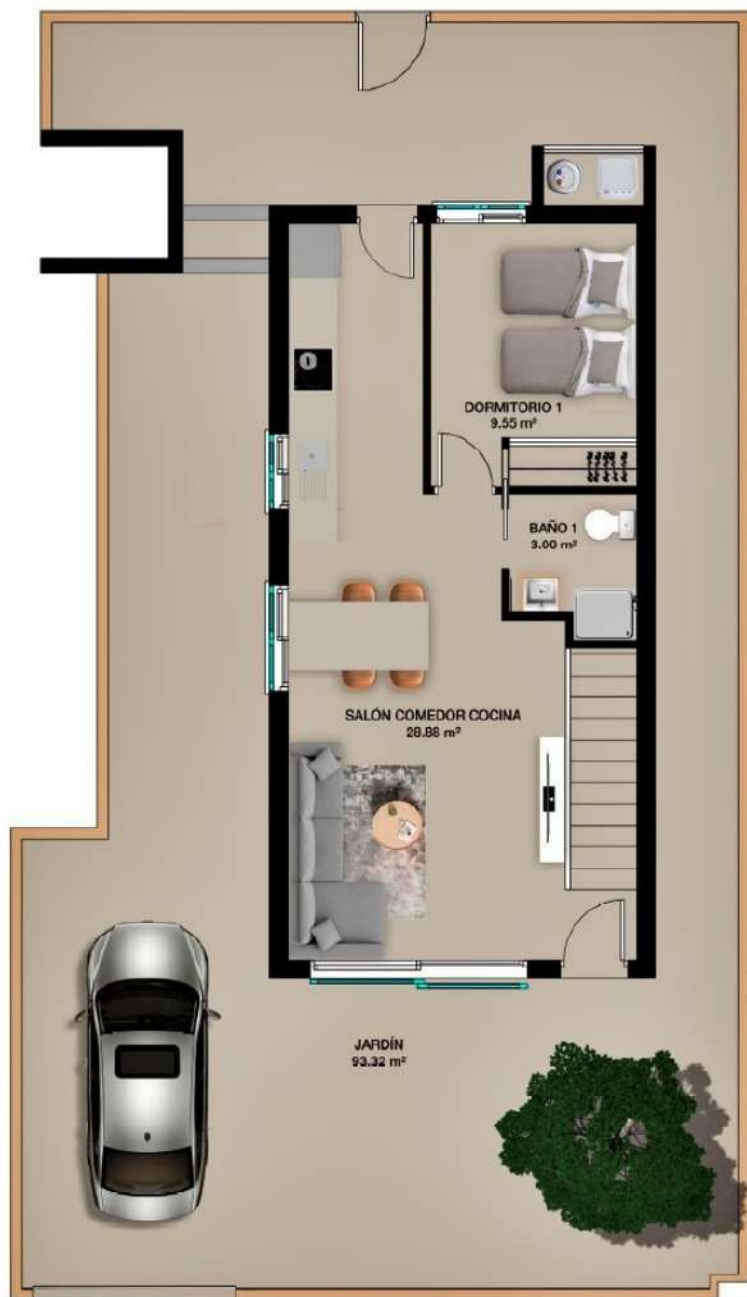 DORMITORIO 1
9.55 m²
BAÑO 1
3.00 m²
SALÓN COMEDOR COCINA
28.88 m²
JARDÍN
93.32 m²